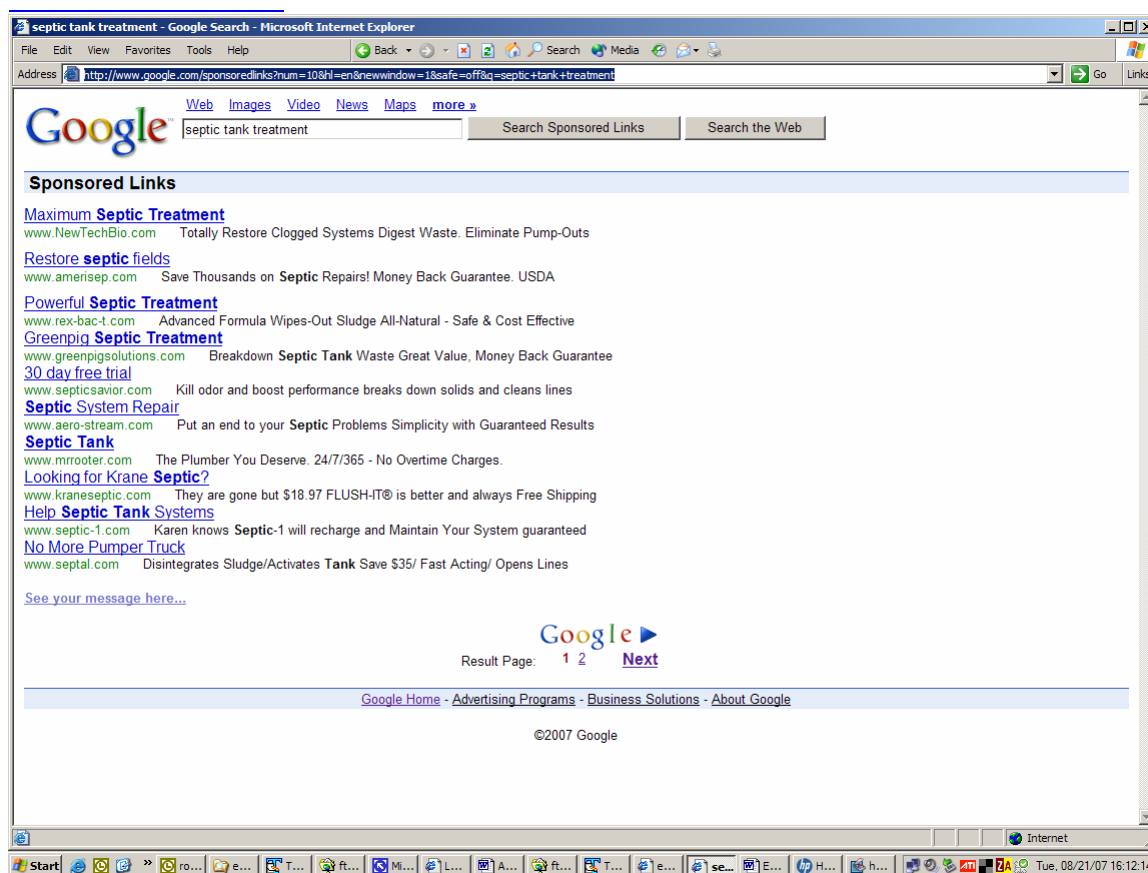 septic tank treatment - Google Search - Microsoft Internet Explorer
File Edit View Favorites Tools Help Back Search Media
Address http://www.google.com/sponsoredlinks?num=10&hl=en&newwindow=1&safe=off&q=septic+tank+treatment Go Links
Web Images Video News Maps more »
Google™ septic tank treatment Search Sponsored Links Search the Web
Sponsored Links
Maximum Septic Treatment
www.NewTechBio.com Totally Restore Clogged Systems Digest Waste. Eliminate Pump-Outs
Restore septic fields
www.amerisep.com Save Thousands on Septic Repairs! Money Back Guarantee. USDA
Powerful Septic Treatment
www.rex-bac-t.com Advanced Formula Wipes-Out Sludge All-Natural - Safe & Cost Effective
Greenpig Septic Treatment
www.greenpigsolutions.com Breakdown Septic Tank Waste Great Value, Money Back Guarantee
30 day free trial
www.septicsavior.com Kill odor and boost performance breaks down solids and cleans lines
Septic System Repair
www.aero-stream.com Put an end to your Septic Problems Simplicity with Guaranteed Results
Septic Tank
www.mrrooter.com The Plumber You Deserve. 24/7/365 - No Overtime Charges.
Looking for Krane Septic?
www.kraneseptic.com They are gone but $18.97 FLUSH-IT® is better and always Free Shipping
Help Septic Tank Systems
www.septic-1.com Karen knows Septic-1 will recharge and Maintain Your System guaranteed
No More Pumper Truck
www.septal.com Disintegrates Sludge/Activates Tank Save $35/ Fast Acting/ Opens Lines
See your message here...
Google
Result Page: 1 2 Next
Google Home - Advertising Programs - Business Solutions - About Google
©2007 Google
Internet
Start » ro... e... T... ft... Mi... L... A... ft... T... e... se... E... H... h... ATI ZA Tue, 08/21/07 16:12:14